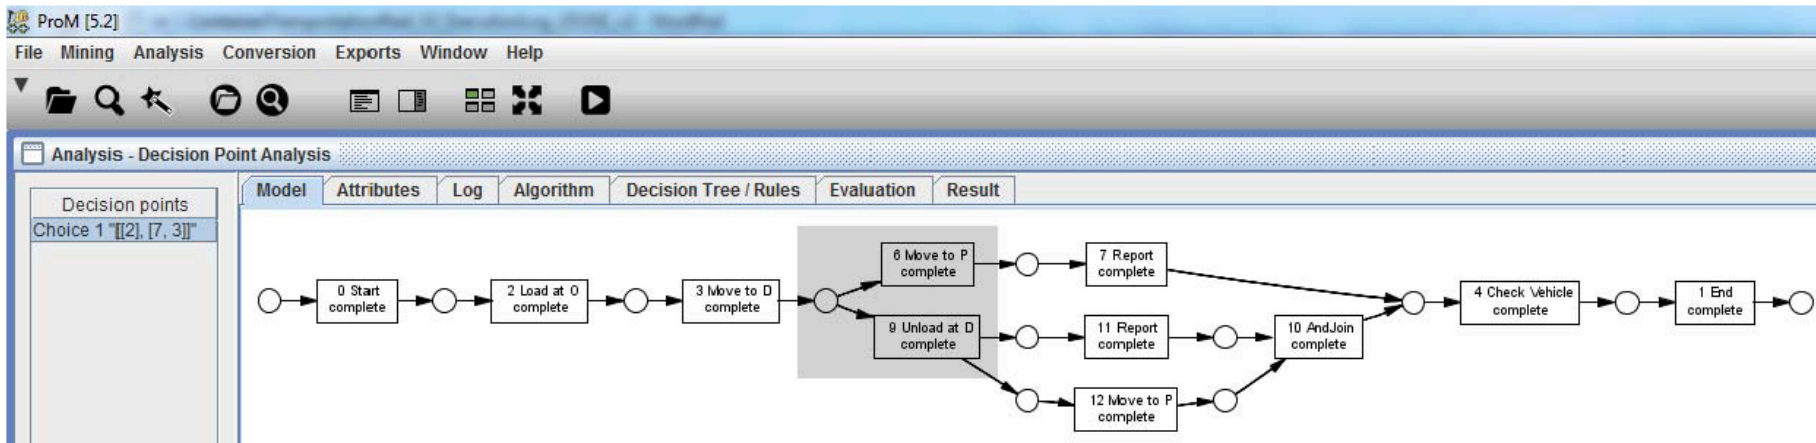 ProM [5.2]
File Mining Analysis Conversion Exports Window Help
Analysis - Decision Point Analysis
Decision points
Choice 1 "[[2], [7, 3]]"
Model Attributes Log Algorithm Decision Tree / Rules Evaluation Result
0 Start
complete
2 Load at O
complete
3 Move to D
complete
6 Move to P
complete
9 Unload at D
complete
7 Report
complete
11 Report
complete
12 Move to P
complete
10 AndJoin
complete
4 Check Vehicle
complete
1 End
complete